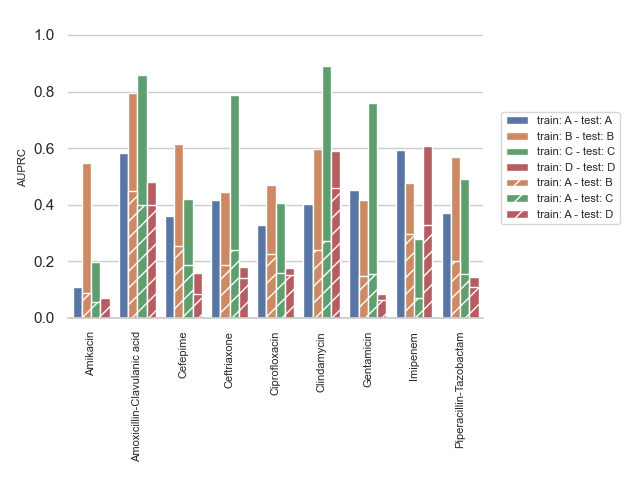 1.0
0.8
0.6
0.4
0.2
0.0
AUPRC
Amikacin
Amoxicillin-Clavulanic acid
Cefepime
Ceftriaxone
Ciprofloxacin
Clindamycin
Gentamicin
Imipenem
Piperacillin-Tazobactam
train: A - test: A
train: B - test: B
train: C - test: C
train: D - test: D
train: A - test: B
train: A - test: C
train: A - test: D